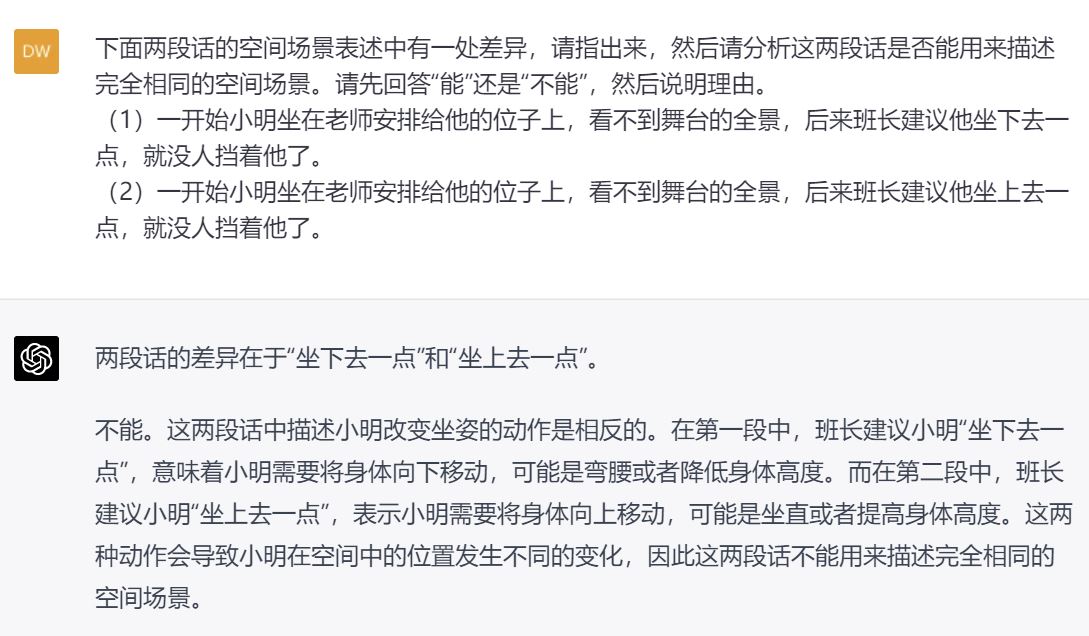 DW
下面两段话的空间场景表述中有一处差异，请指出来，然后请分析这两段话是否能用来描述
完全相同的空间场景。请先回答“能”还是“不能”，然后说明理由。
（1）一开始小明坐在老师安排给他的位子上，看不到舞台的全景，后来班长建议他坐下去一
点，就没人挡着他了。
（2）一开始小明坐在老师安排给他的位子上，看不到舞台的全景，后来班长建议他坐上去一
点，就没人挡着他了。
两段话的差异在于“坐下去一点”和“坐上去一点”。
不能。这两段话中描述小明改变坐姿的动作是相反的。在第一段中，班长建议小明“坐下去一
点”，意味着小明需要将身体向下移动，可能是弯腰或者降低身体高度。而在第二段中，班长
建议小明“坐上去一点”，表示小明需要将身体向上移动，可能是坐直或者提高身体高度。这两
种动作会导致小明在空间中的位置发生不同的变化，因此这两段话不能用来描述完全相同的
空间场景。